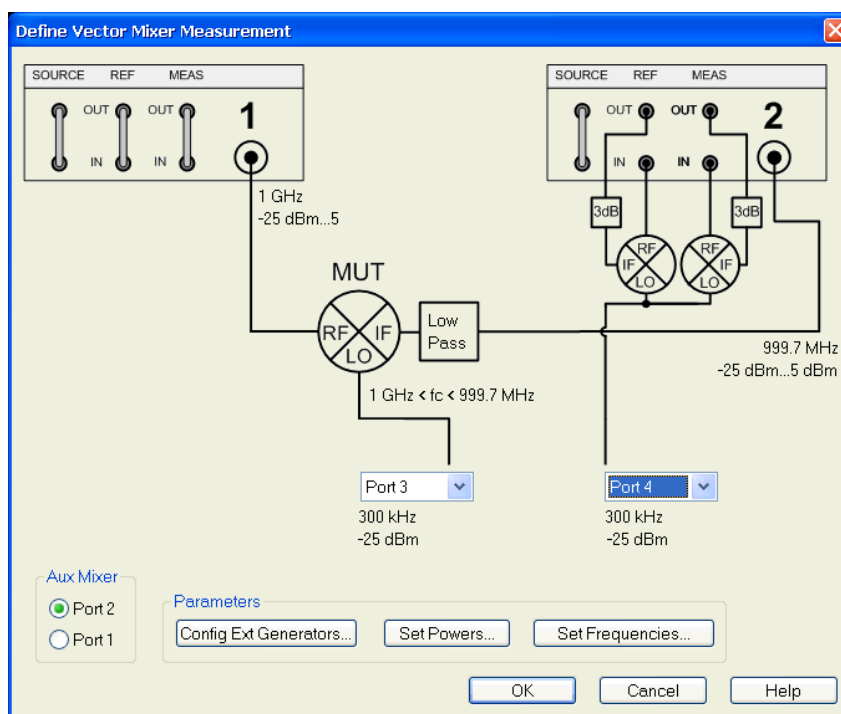 Define Vector Mixer Measurement
SOURCE REF MEAS
OUT OUT 1
IN IN
SOURCE REF MEAS
OUT OUT 2
IN IN
1 GHz
-25 dBm...5
3dB 3dB
RF IF LO
RF IF LO
MUT
RF IF LO
Low
Pass
999.7 MHz
-25 dBm...5 dBm
1 GHz < fc < 999.7 MHz
Port 3
300 kHz
-25 dBm
Port 4
300 kHz
-25 dBm
Aux Mixer
Port 2
Port 1
Parameters
Config Ext Generators... Set Powers... Set Frequencies...
OK Cancel Help